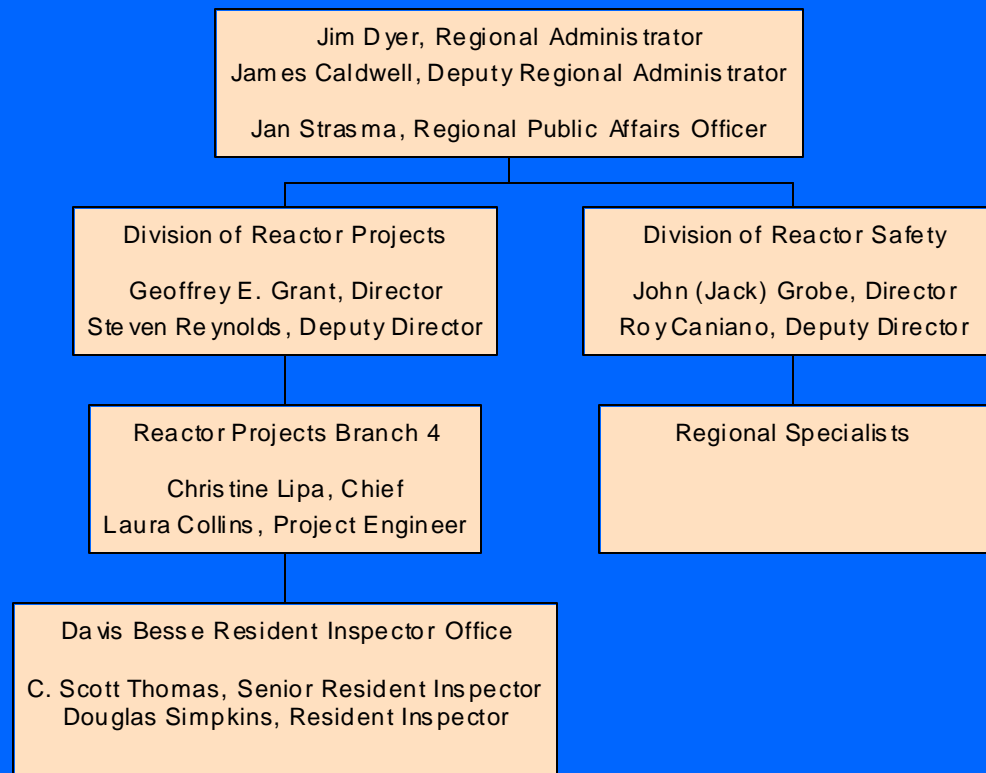 Jim Dyer, Regional Administrator
James Caldwell, Deputy Regional Administrator
Jan Strasma, Regional Public Affairs Officer
Division of Reactor Projects
Geoffrey E. Grant, Director
Steven Reynolds, Deputy Director
Division of Reactor Safety
John (Jack) Grobe, Director
Roy Caniano, Deputy Director
Reactor Projects Branch 4
Christine Lipa, Chief
Laura Collins, Project Engineer
Regional Specialists
Davis Besse Resident Inspector Office
C. Scott Thomas, Senior Resident Inspector
Douglas Simpkins, Resident Inspector